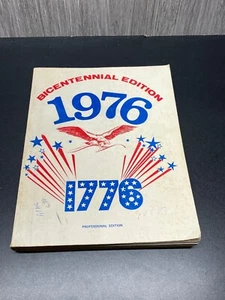 BICENTENNIAL EDITION
1976
1776
PROFESSIONAL EDITION